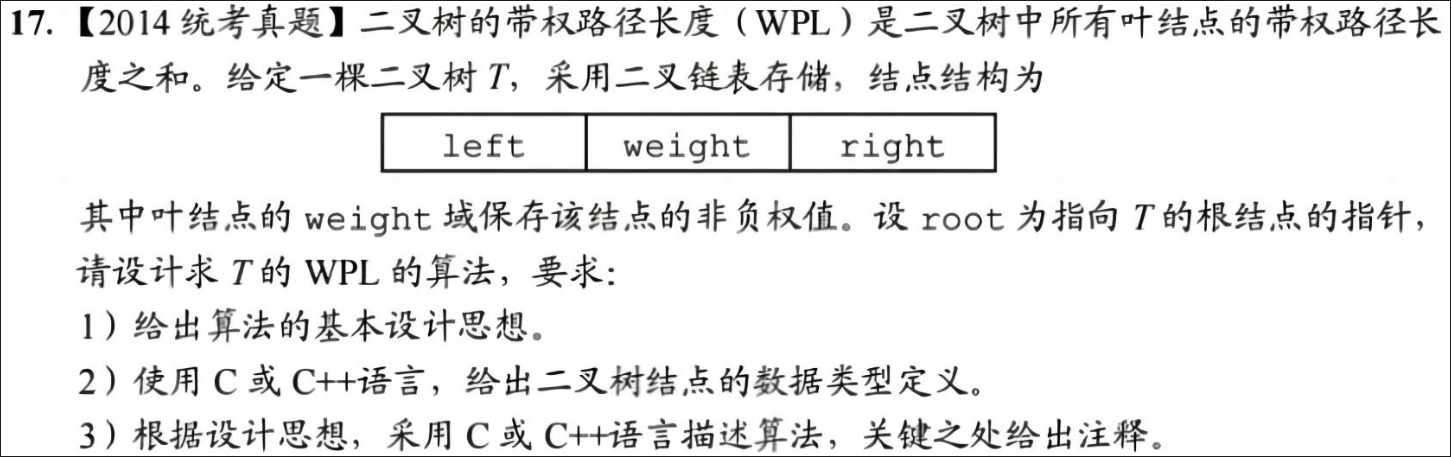 17.【2014统考真题】二叉树的带权路径长度（WPL）是二叉树中所有叶结点的带权路径长
度之和。给定一棵二叉树 T，采用二叉链表存储，结点结构为
left weight right
其中叶结点的 weight 域保存该结点的非负权值。设 root 为指向 T 的根结点的指针，
请设计求 T 的 WPL 的算法，要求：
1）给出算法的基本设计思想。
2）使用 C 或 C++语言，给出二叉树结点的数据类型定义。
3）根据设计思想，采用 C 或 C++语言描述算法，关键之处给出注释。